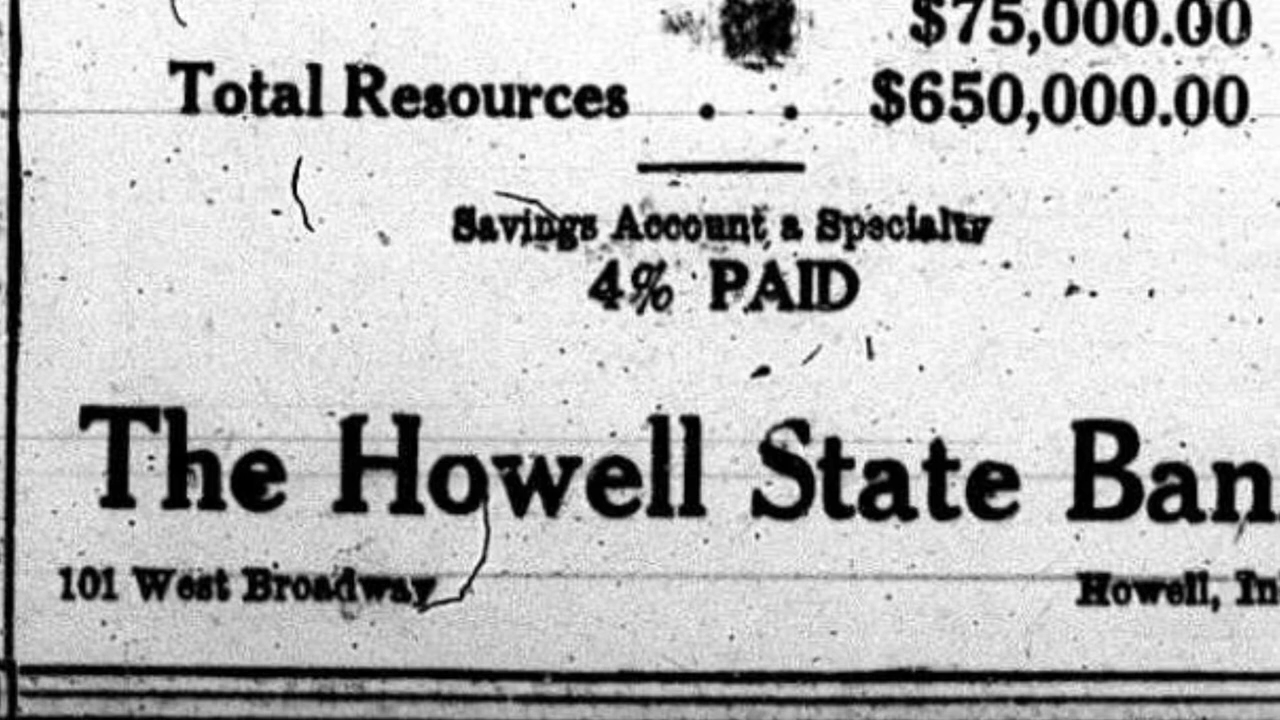 $75,000.00
Total Resources . . $650,000.00
Savings Account a Specialty
4% PAID
The Howell State Ban
101 West Broadway Howell, In